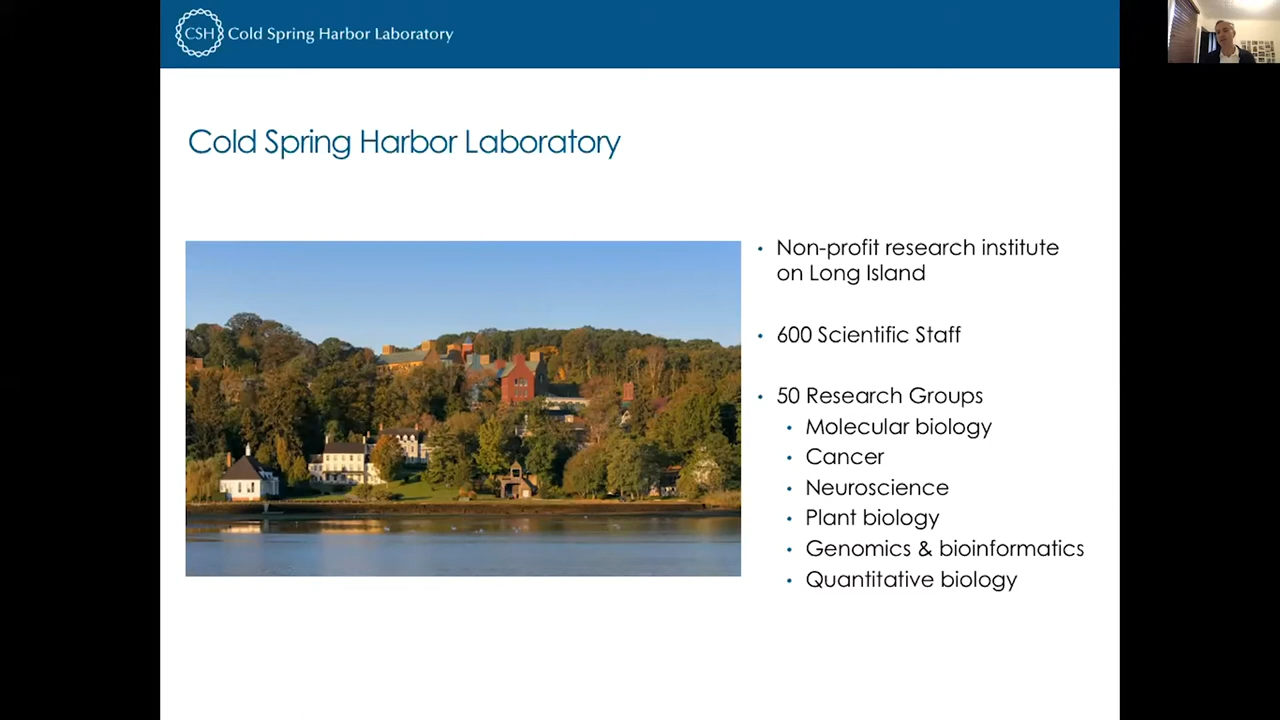 CSH Cold Spring Harbor Laboratory
Cold Spring Harbor Laboratory
• Non-profit research institute
on Long Island
• 600 Scientific Staff
• 50 Research Groups
• Molecular biology
• Cancer
• Neuroscience
• Plant biology
• Genomics & bioinformatics
• Quantitative biology